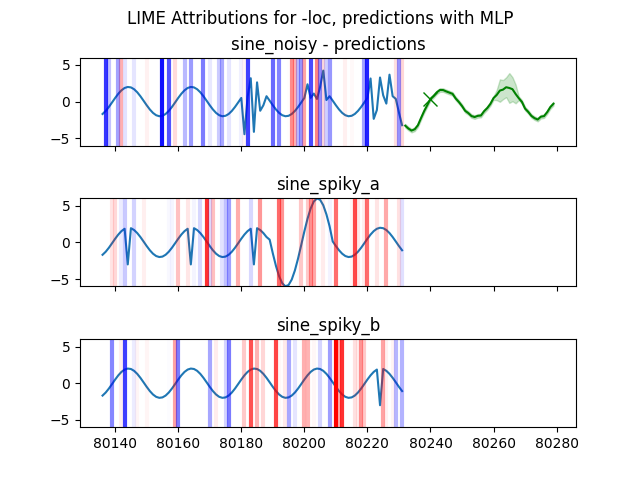 LIME Attributions for -loc, predictions with MLP
sine_noisy - predictions
5
0
−5
sine_spiky_a
5
0
−5
sine_spiky_b
5
0
−5
80140 80160 80180 80200 80220 80240 80260 80280